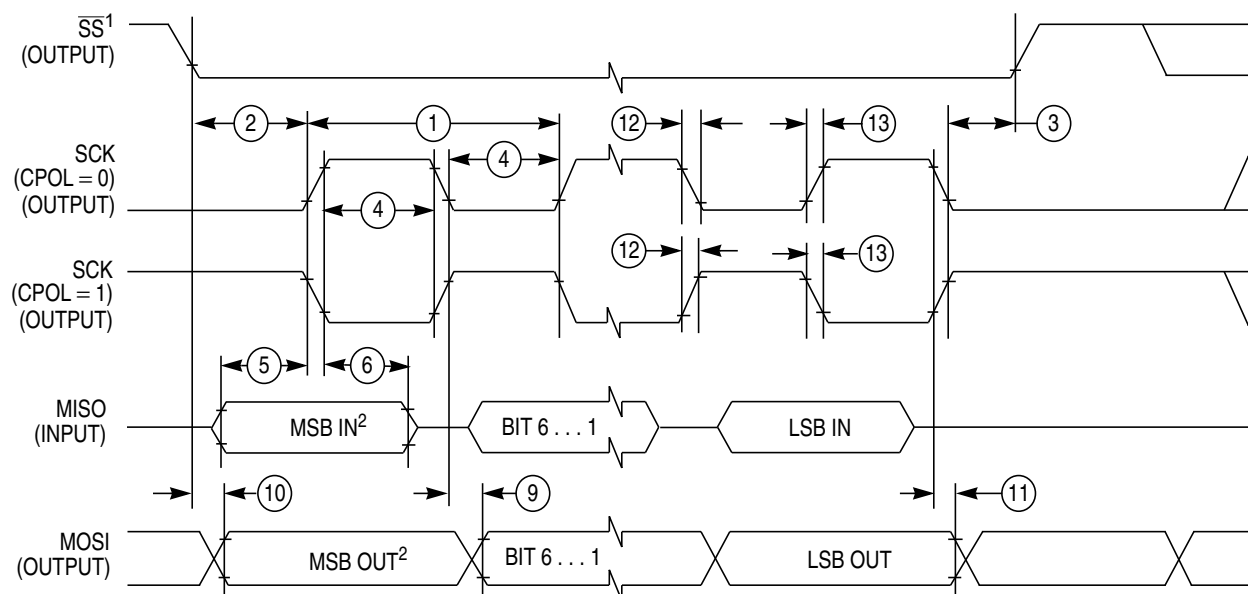 SS¹
(OUTPUT)
2
1
12
13
3
SCK
(CPOL = 0)
(OUTPUT)
4
4
SCK
(CPOL = 1)
(OUTPUT)
12
13
5
6
MISO
(INPUT)
MSB IN²
BIT 6 . . . 1
LSB IN
10
9
11
MOSI
(OUTPUT)
MSB OUT²
BIT 6 . . . 1
LSB OUT